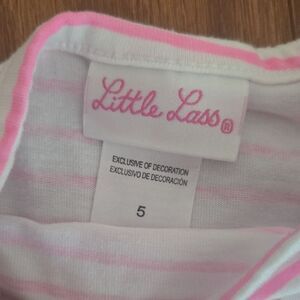 Little Lass®
EXCLUSIVE OF DECORATION
EXCLUSIVO DE DECORACIÓN
5